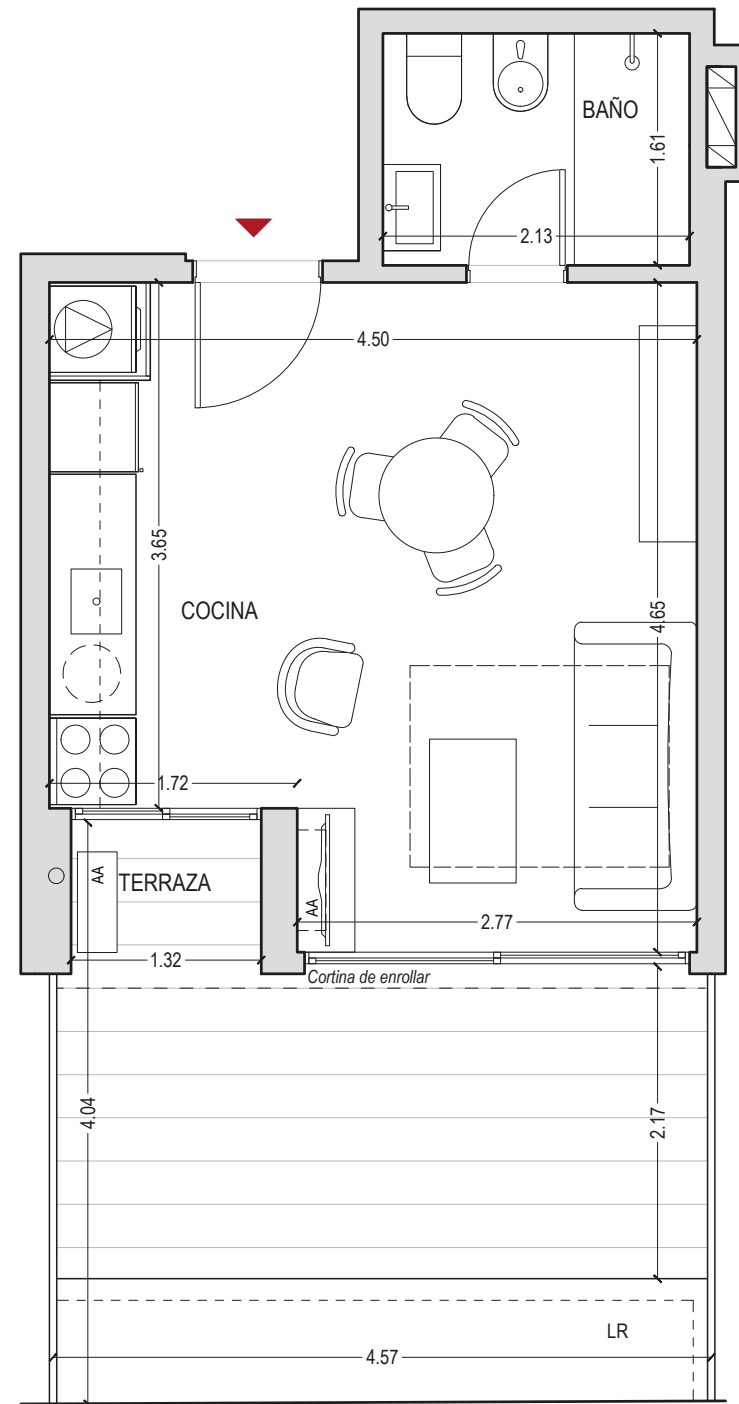 BAÑO
1.61
2.13
4.50
3.65
COCINA
4.65
1.72
AA
TERRAZA
AA
2.77
1.32
Cortina de enrollar
4.04
2.17
LR
4.57